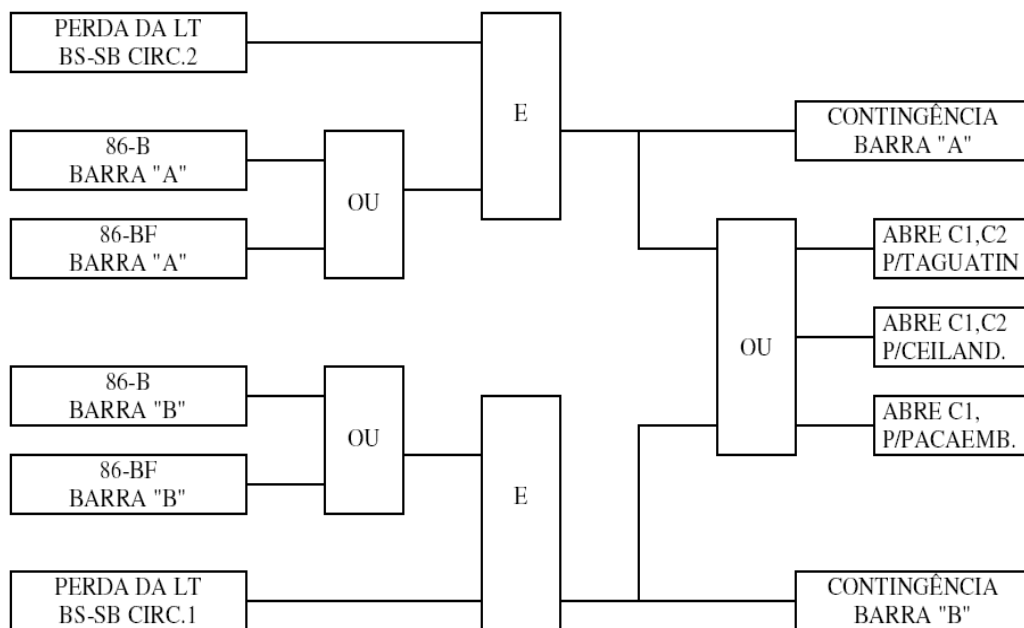 PERDA DA LT
BS-SB CIRC.2
E
86-B
BARRA "A"
OU
86-BF
BARRA "A"
CONTINGÊNCIA
BARRA "A"
ABRE C1,C2
P/TAGUATIN
OU
ABRE C1,C2
P/CEILAND.
ABRE C1,
P/PACAEMB.
86-B
BARRA "B"
OU
86-BF
BARRA "B"
E
PERDA DA LT
BS-SB CIRC.1
CONTINGÊNCIA
BARRA "B"